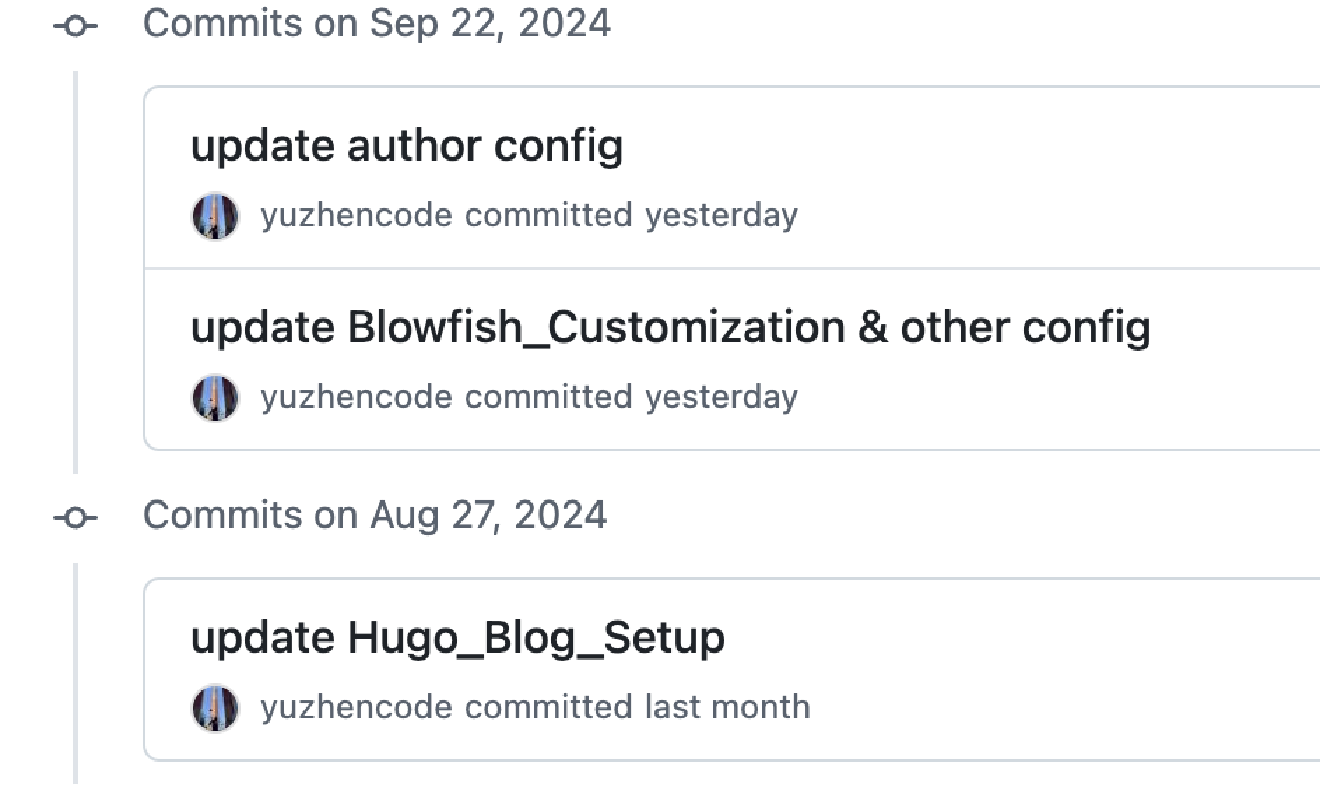 Commits on Sep 22, 2024
update author config
yuzhencode committed yesterday
update Blowfish_Customization & other config
yuzhencode committed yesterday
Commits on Aug 27, 2024
update Hugo_Blog_Setup
yuzhencode committed last month